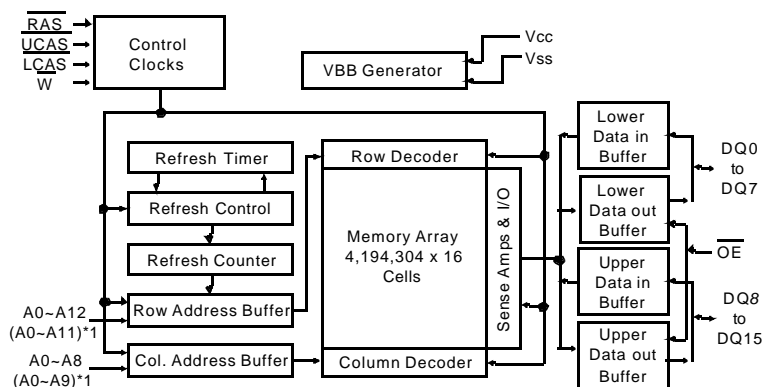 RAS
UCAS
LCAS
W
Control
Clocks
VBB Generator
Vcc
Vss
Refresh Timer
Refresh Control
Refresh Counter
Row Address Buffer
Col. Address Buffer
A0~A12
(A0~A11)*1
A0~A8
(A0~A9)*1
Row Decoder
Memory Array
4,194,304 x 16
Cells
Column Decoder
Sense Amps & I/O
Lower
Data in
Buffer
Lower
Data out
Buffer
Upper
Data in
Buffer
Upper
Data out
Buffer
DQ0
to
DQ7
OE
DQ8
to
DQ15